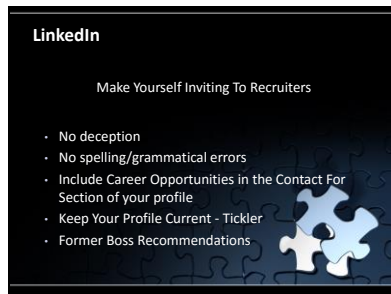 LinkedIn
Make Yourself Inviting To Recruiters
• No deception
• No spelling/grammatical errors
• Include Career Opportunities in the Contact For
Section of your profile
• Keep Your Profile Current - Tickler
• Former Boss Recommendations